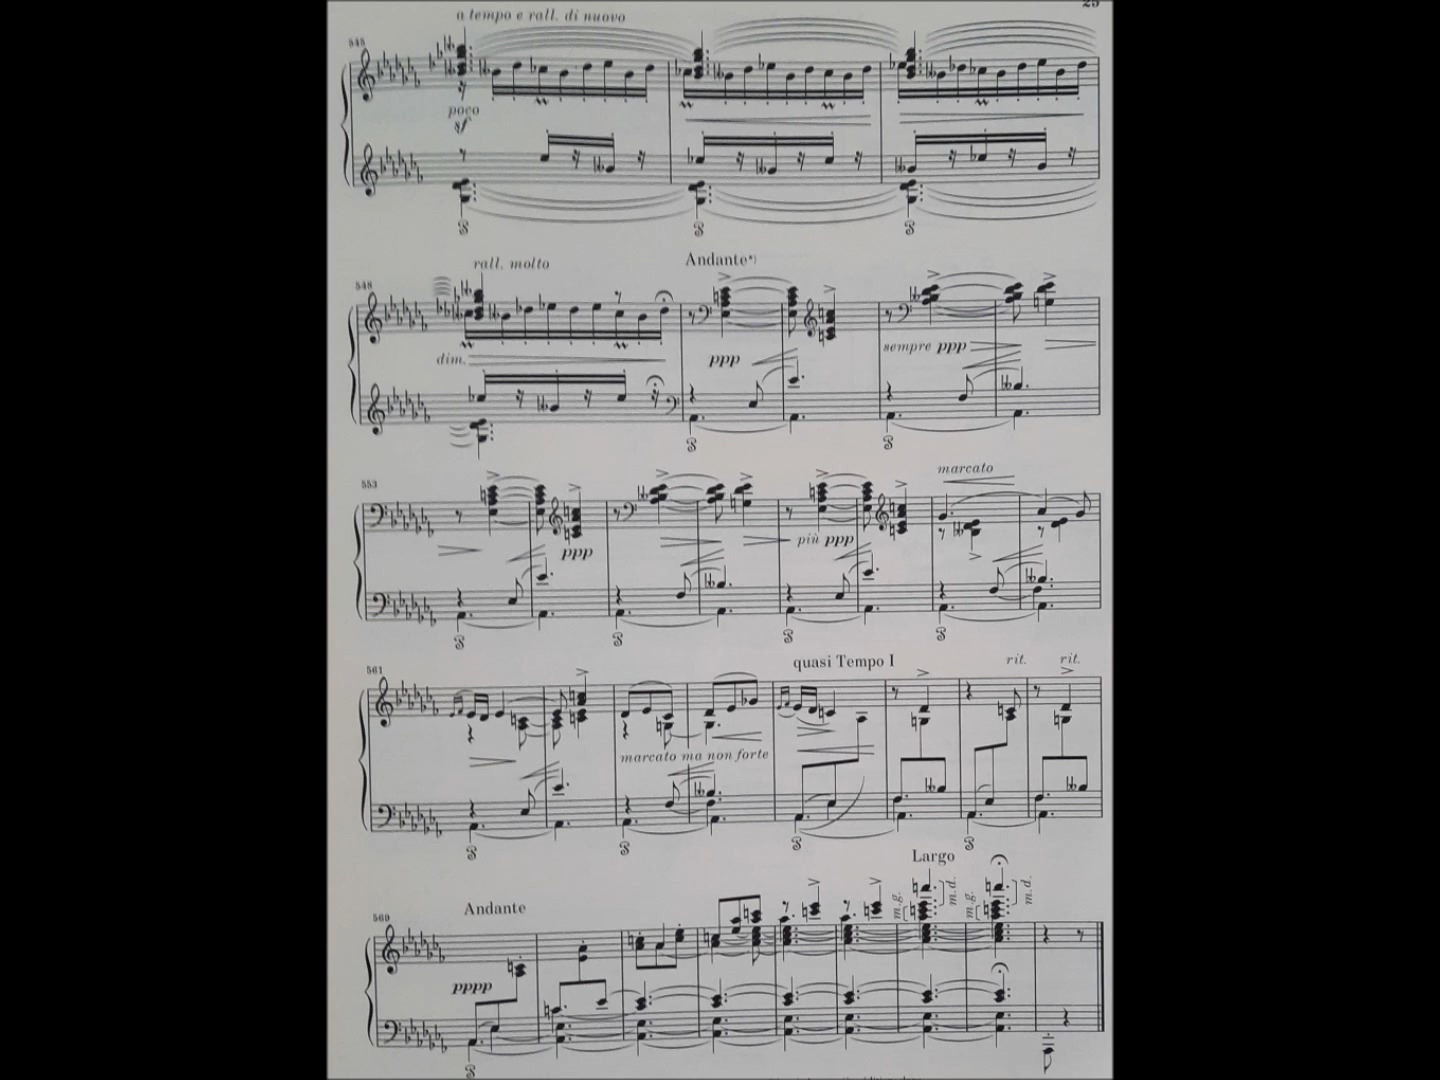 25
a tempo e rall. di nuovo
545
poco
sf
rall. molto
Andante*)
548
ppp
sempre ppp
dim.
marcato
553
ppp
più ppp
quasi Tempo I
rit.
rit.
561
marcato ma non forte
Largo
m.g.
m.d.
m.g.
m.d.
Andante
569
pppp